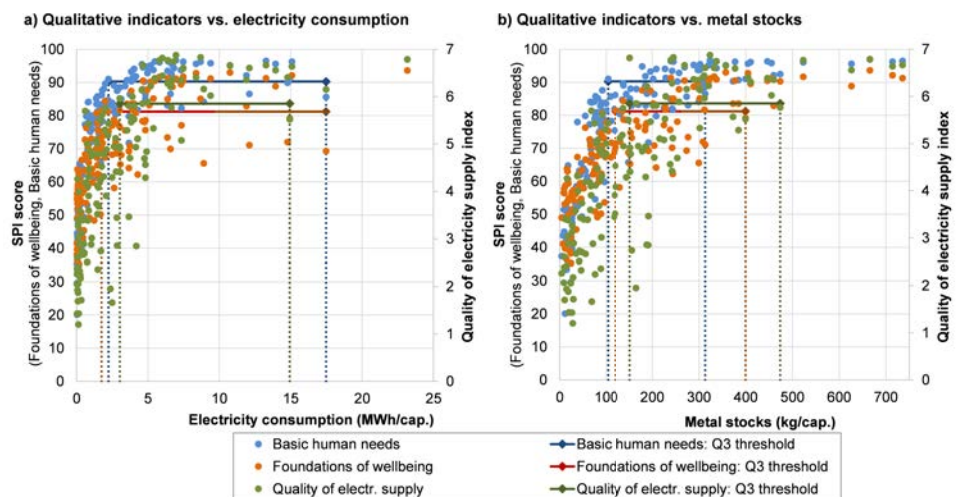 a) Qualitative indicators vs. electricity consumption
b) Qualitative indicators vs. metal stocks
SPI score
(Foundations of wellbeing, Basic human needs)
100
90
80
70
60
50
40
30
20
10
0
7
6
5
4
3
2
1
0
Quality of electricity supply index
0 5 10 15 20 25
Electricity consumption (MWh/cap.)
SPI score
(Foundations of wellbeing, Basic human needs)
100
90
80
70
60
50
40
30
20
10
0
7
6
5
4
3
2
1
0
Quality of electricity supply index
0 100 200 300 400 500 600 700
Metal stocks (kg/cap.)
Basic human needs
Basic human needs: Q3 threshold
Foundations of wellbeing
Foundations of wellbeing: Q3 threshold
Quality of electr. supply
Quality of electr. supply: Q3 threshold